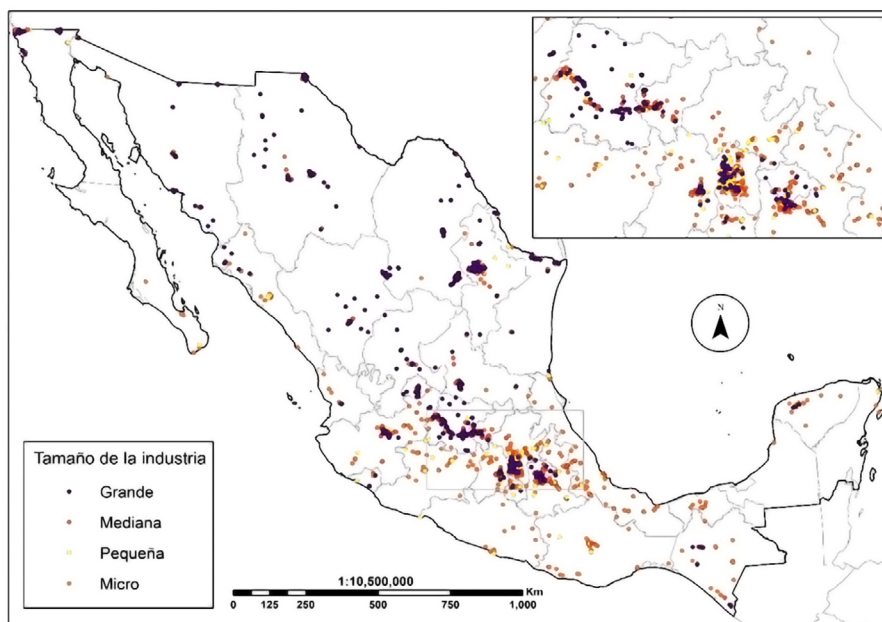 N
Tamaño de la industria
Grande
Mediana
Pequeña
Micro
1:10,500,000
Km
0 125 250 500 750 1,000